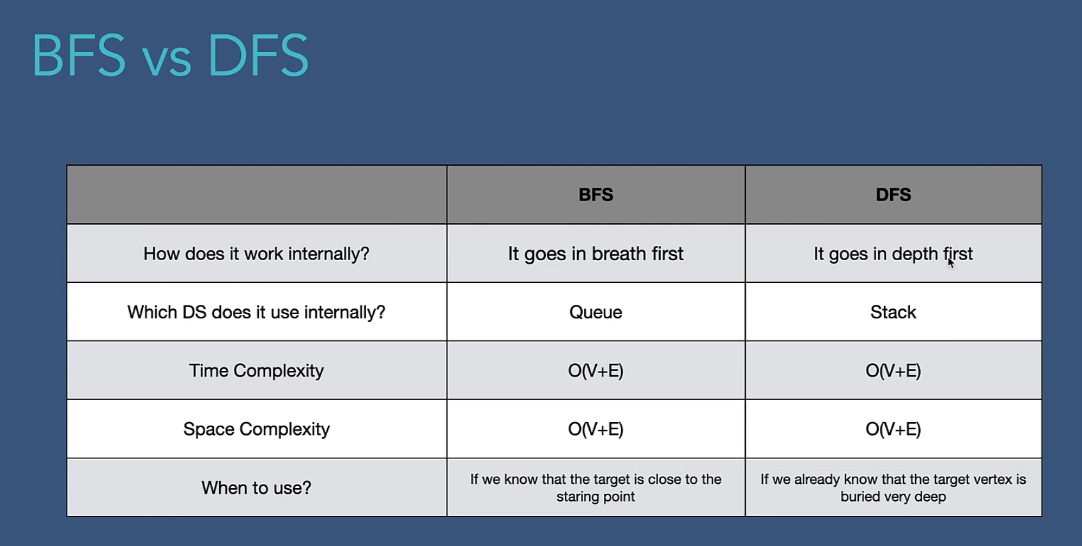 BFS vs DFS
BFS
DFS
How does it work internally?
It goes in breath first
It goes in depth first
Which DS does it use internally?
Queue
Stack
Time Complexity
O(V+E)
O(V+E)
Space Complexity
O(V+E)
O(V+E)
When to use?
If we know that the target is close to the
staring point
If we already know that the target vertex is
buried very deep